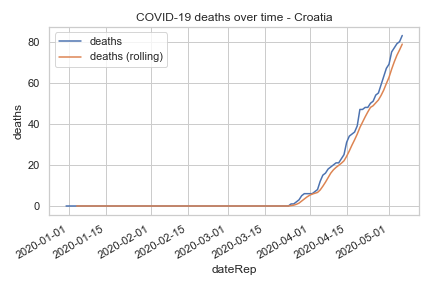 COVID-19 deaths over time - Croatia
deaths
deaths (rolling)
80
60
40
20
0
deaths
2020-01-01
2020-01-15
2020-02-01
2020-02-15
2020-03-01
2020-03-15
2020-04-01
2020-04-15
2020-05-01
dateRep